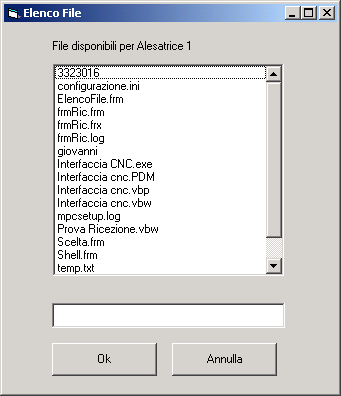 Elenco File
File disponibili per Alesatrice 1
3323016
configurazione.ini
ElencoFile.frm
frmRic.frm
frmRic.frx
frmRic.log
giovanni
Interfaccia CNC.exe
Interfaccia cnc.PDM
Interfaccia cnc.vbp
Interfaccia cnc.vbw
mpcsetup.log
Prova Ricezione.vbw
Scelta.frm
Shell.frm
temp.txt
Ok
Annulla